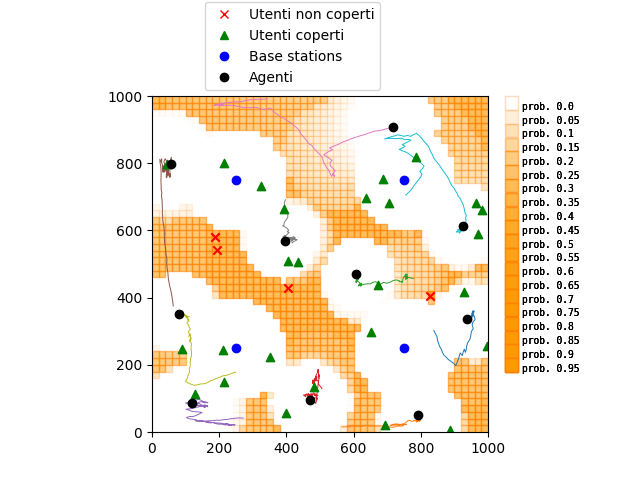 Utenti non coperti
Utenti coperti
Base stations
Agenti
1000
800
600
400
200
0
0
200
400
600
800
1000
prob. 0.0
prob. 0.05
prob. 0.1
prob. 0.15
prob. 0.2
prob. 0.25
prob. 0.3
prob. 0.35
prob. 0.4
prob. 0.45
prob. 0.5
prob. 0.55
prob. 0.6
prob. 0.65
prob. 0.7
prob. 0.75
prob. 0.8
prob. 0.85
prob. 0.9
prob. 0.95